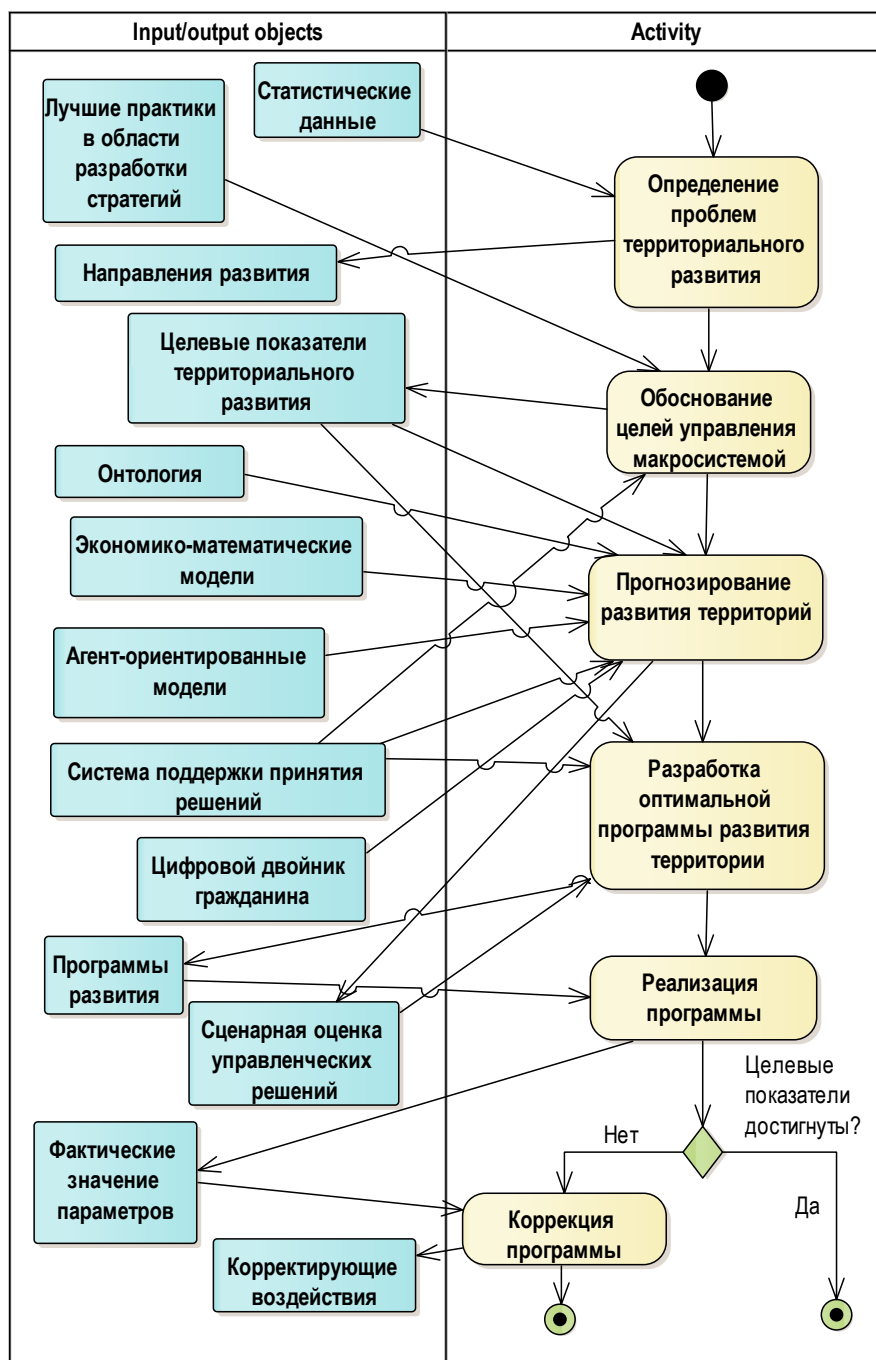 Input/output objects
Activity
Статистические
данные
Лучшие практики
в области
разработки
стратегий
Определение
проблем
территориального
развития
Направления развития
Целевые показатели
территориального
развития
Обоснование
целей управления
макросистемой
Онтология
Экономико-математические
модели
Прогнозирование
развития территорий
Агент-ориентированные
модели
Система поддержки принятия
решений
Разработка
оптимальной
программы развития
территории
Цифровой двойник
гражданина
Программы
развития
Реализация
программы
Сценарная оценка
управленческих
решений
Целевые
показатели
достигнуты?
Нет
Да
Фактические
значение
параметров
Коррекция
программы
Корректирующие
воздействия